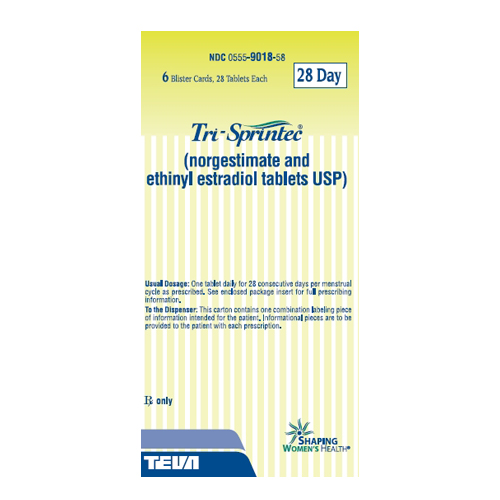 NDC 0555-9018-58
6 Blister Cards, 28 Tablets Each
28 Day
Tri-Sprintec®
(norgestimate and
ethinyl estradiol tablets USP)
Usual Dosage: One tablet daily for 28 consecutive days per menstrual
cycle as prescribed. See enclosed package insert for full prescribing
information.
To the Dispenser: This carton contains one combination labeling piece
of information intended for the patient. Informational pieces are to be
provided to the patient with each prescription.
℞ only
SHAPING
WOMEN'S HEALTH®
TEVA